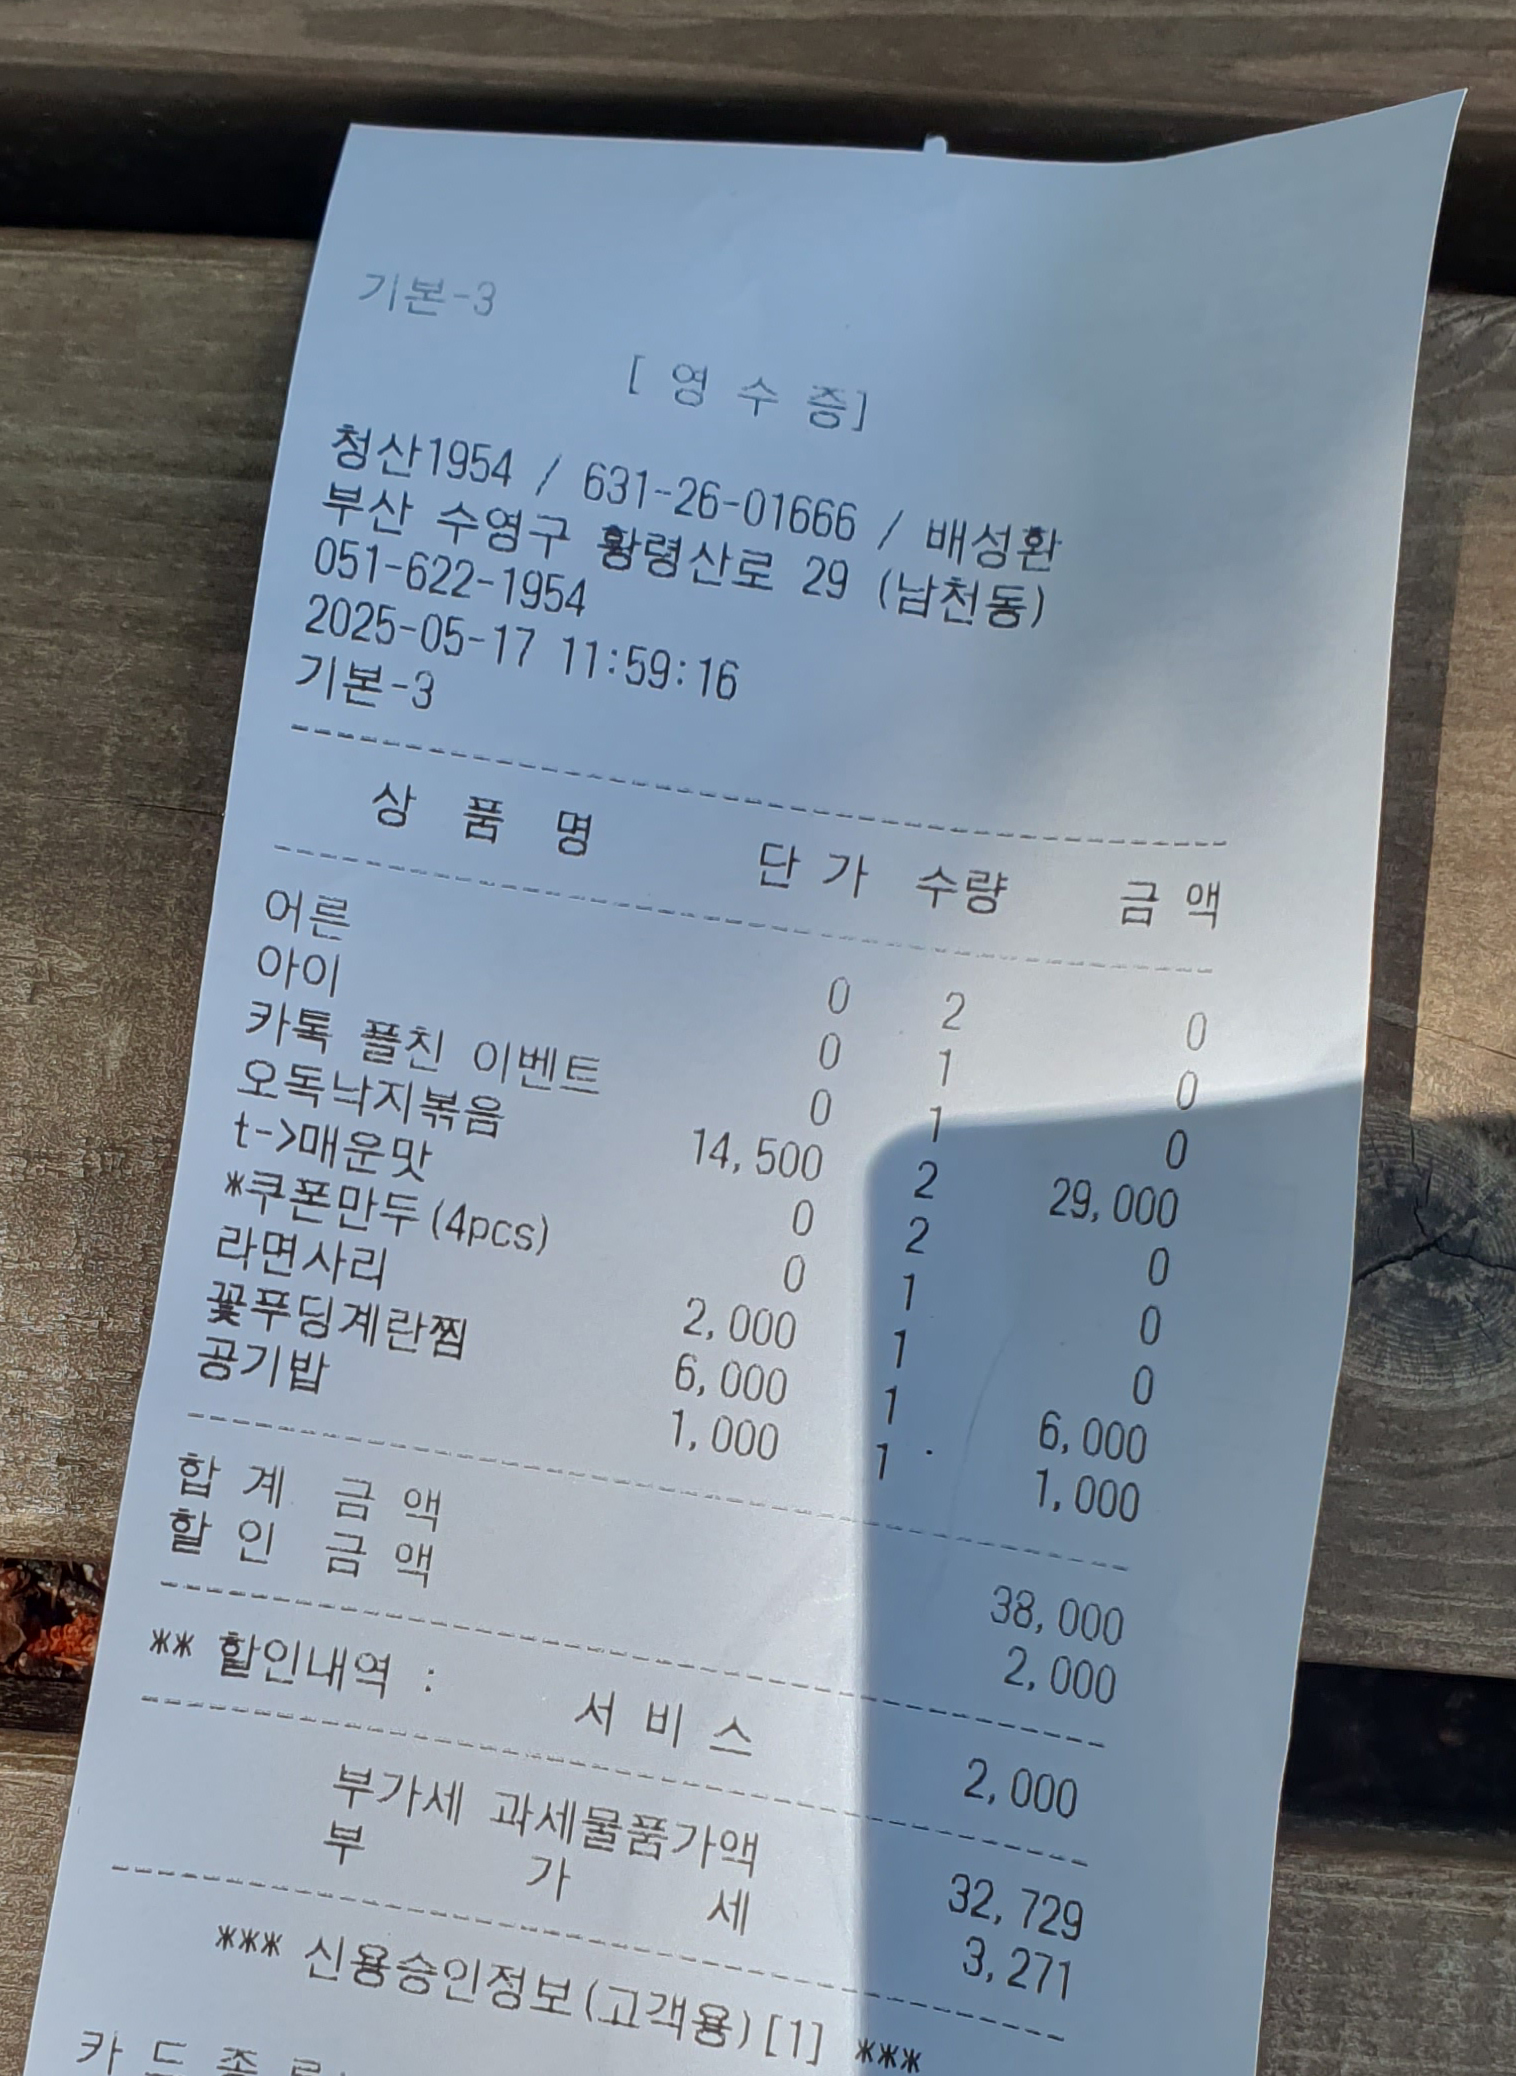 기본-3
[ 영 수 증]
청산1954 / 631-26-01666 / 배성환
부산 수영구 황령산로 29 (남천동)
051-622-1954
2025-05-17 11:59:16
기본-3
상 품 명 단 가 수량 금 액
어른 0 2 0
아이 0 1 0
카톡 플친 이벤트 0 1 0
오독낙지볶음 14,500 2 29,000
t->매운맛 0 2 0
*쿠폰만두(4pcs) 0 1 0
라면사리 2,000 1 0
꽃푸딩계란찜 6,000 1 6,000
공기밥 1,000 1 1,000
합 계 금 액 38,000
할 인 금 액 2,000
** 할인내역 : 서 비 스 2,000
부가세 과세물품가액 32,729
부 가 세 3,271
*** 신용승인정보(고객용)[1] ***
카 드 종